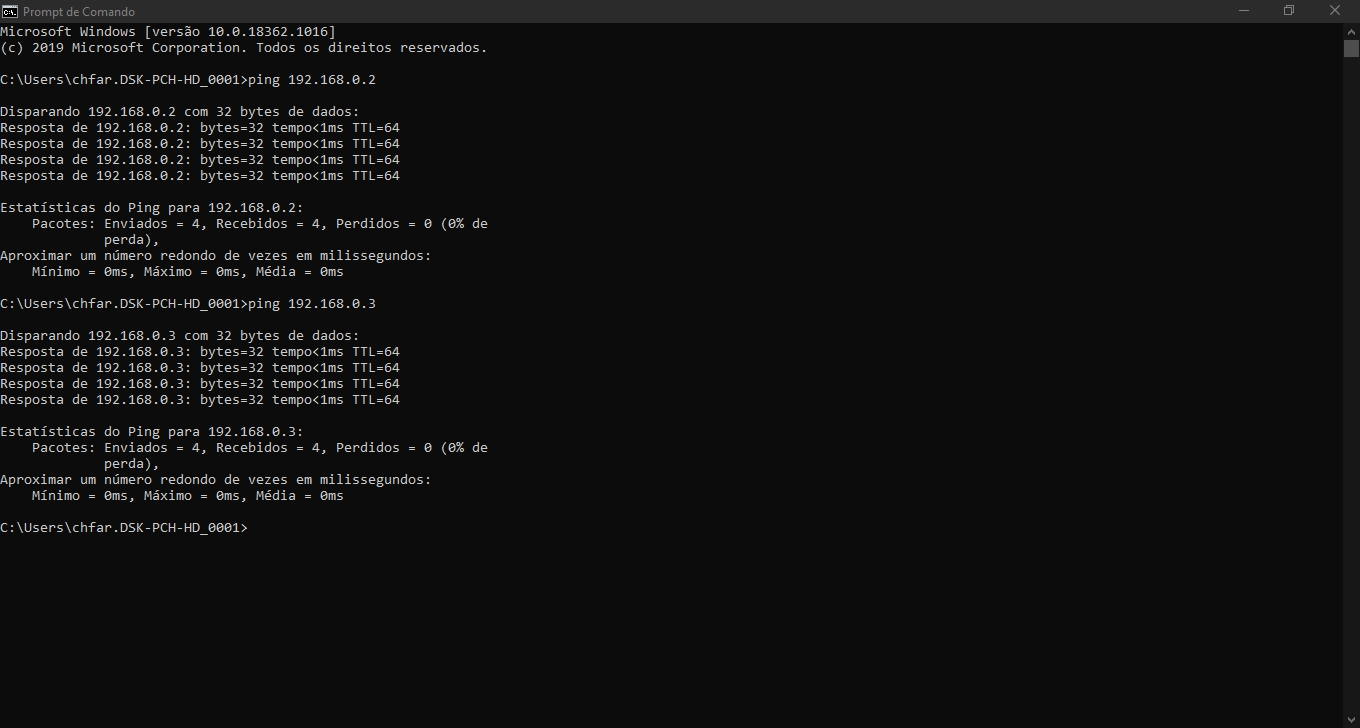 Prompt de Comando
Microsoft Windows [versão 10.0.18362.1016]
(c) 2019 Microsoft Corporation. Todos os direitos reservados.
C:\Users\chfar.DSK-PCH-HD_0001>ping 192.168.0.2
Disparando 192.168.0.2 com 32 bytes de dados:
Resposta de 192.168.0.2: bytes=32 tempo<1ms TTL=64
Resposta de 192.168.0.2: bytes=32 tempo<1ms TTL=64
Resposta de 192.168.0.2: bytes=32 tempo<1ms TTL=64
Resposta de 192.168.0.2: bytes=32 tempo<1ms TTL=64
Estatísticas do Ping para 192.168.0.2:
    Pacotes: Enviados = 4, Recebidos = 4, Perdidos = 0 (0% de
             perda),
Aproximar um número redondo de vezes em milissegundos:
    Mínimo = 0ms, Máximo = 0ms, Média = 0ms
C:\Users\chfar.DSK-PCH-HD_0001>ping 192.168.0.3
Disparando 192.168.0.3 com 32 bytes de dados:
Resposta de 192.168.0.3: bytes=32 tempo<1ms TTL=64
Resposta de 192.168.0.3: bytes=32 tempo<1ms TTL=64
Resposta de 192.168.0.3: bytes=32 tempo<1ms TTL=64
Resposta de 192.168.0.3: bytes=32 tempo<1ms TTL=64
Estatísticas do Ping para 192.168.0.3:
    Pacotes: Enviados = 4, Recebidos = 4, Perdidos = 0 (0% de
             perda),
Aproximar um número redondo de vezes em milissegundos:
    Mínimo = 0ms, Máximo = 0ms, Média = 0ms
C:\Users\chfar.DSK-PCH-HD_0001>